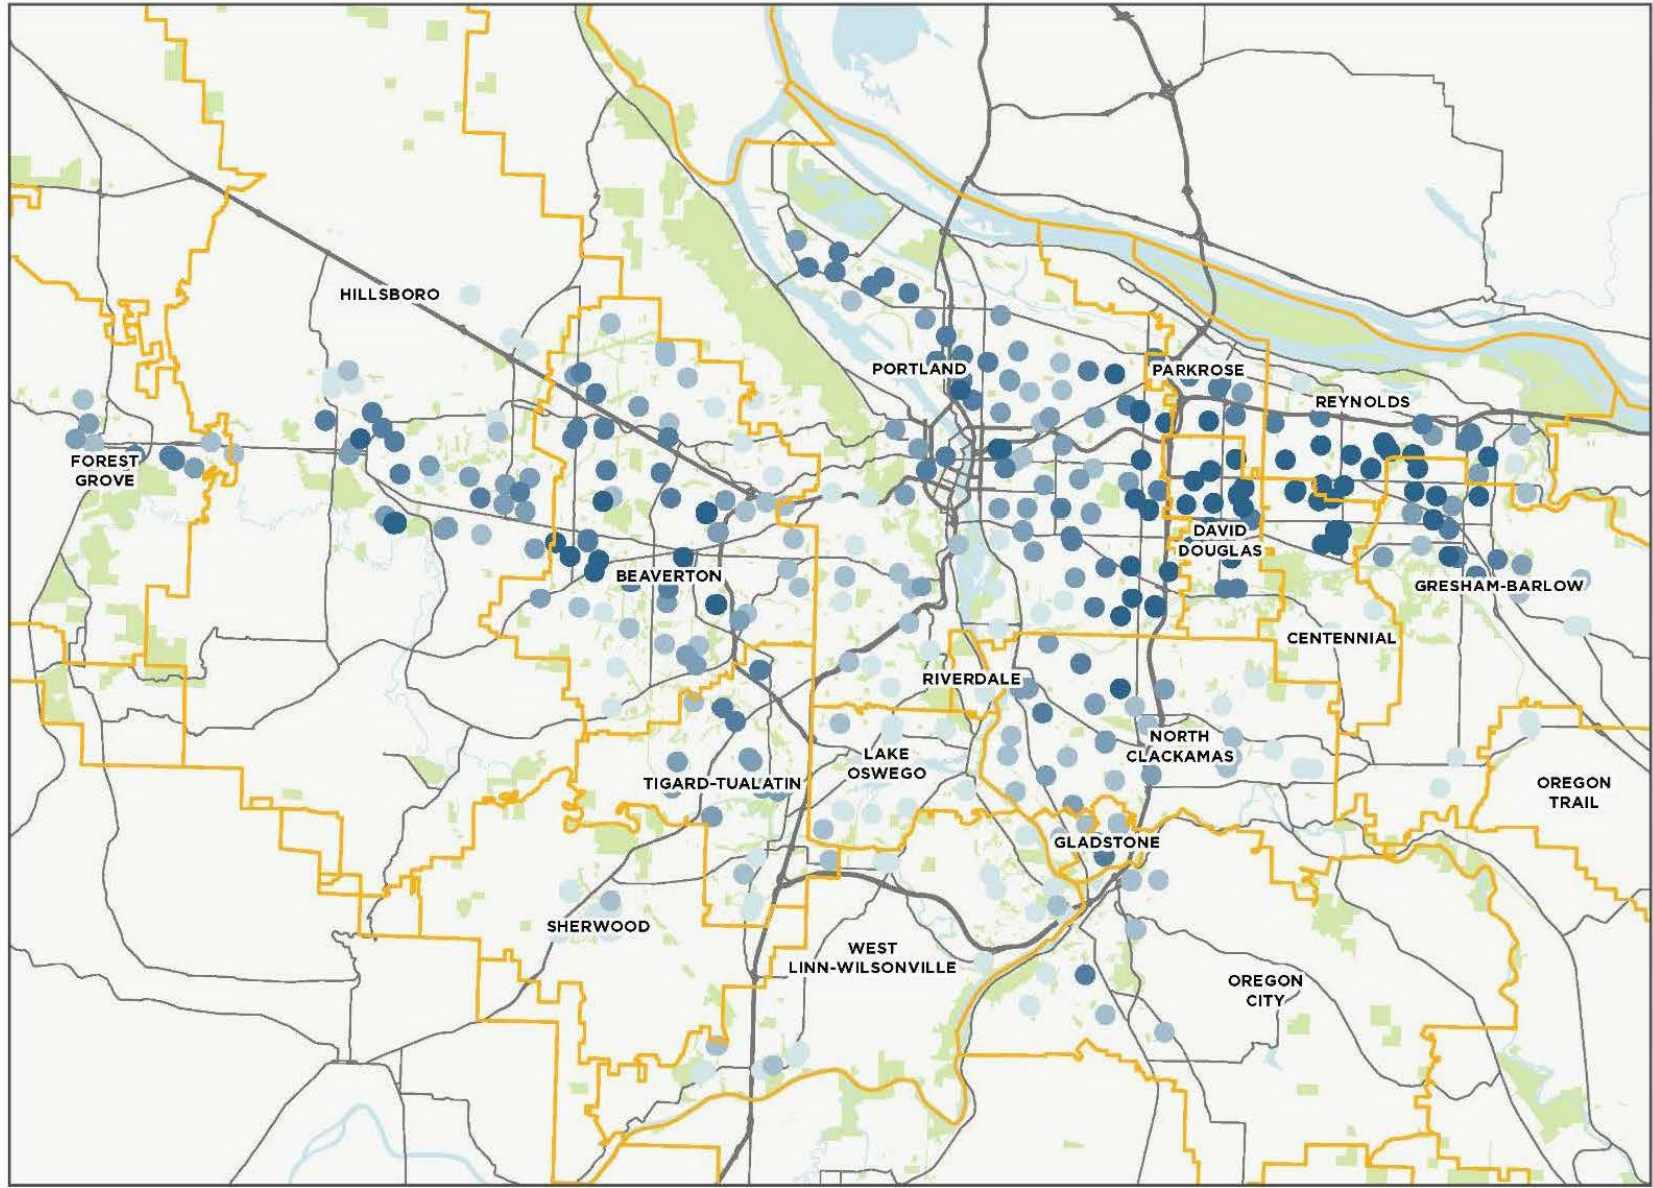 HILLSBORO
PORTLAND
PARKROSE
REYNOLDS
FOREST
GROVE
DAVID
DOUGLAS
BEAVERTON
GRESHAM-BARLOW
CENTENNIAL
RIVERDALE
NORTH
CLACKAMAS
LAKE
OSWEGO
TIGARD-TUALATIN
OREGON
TRAIL
GLADSTONE
SHERWOOD
WEST
LINN-WILSONVILLE
OREGON
CITY